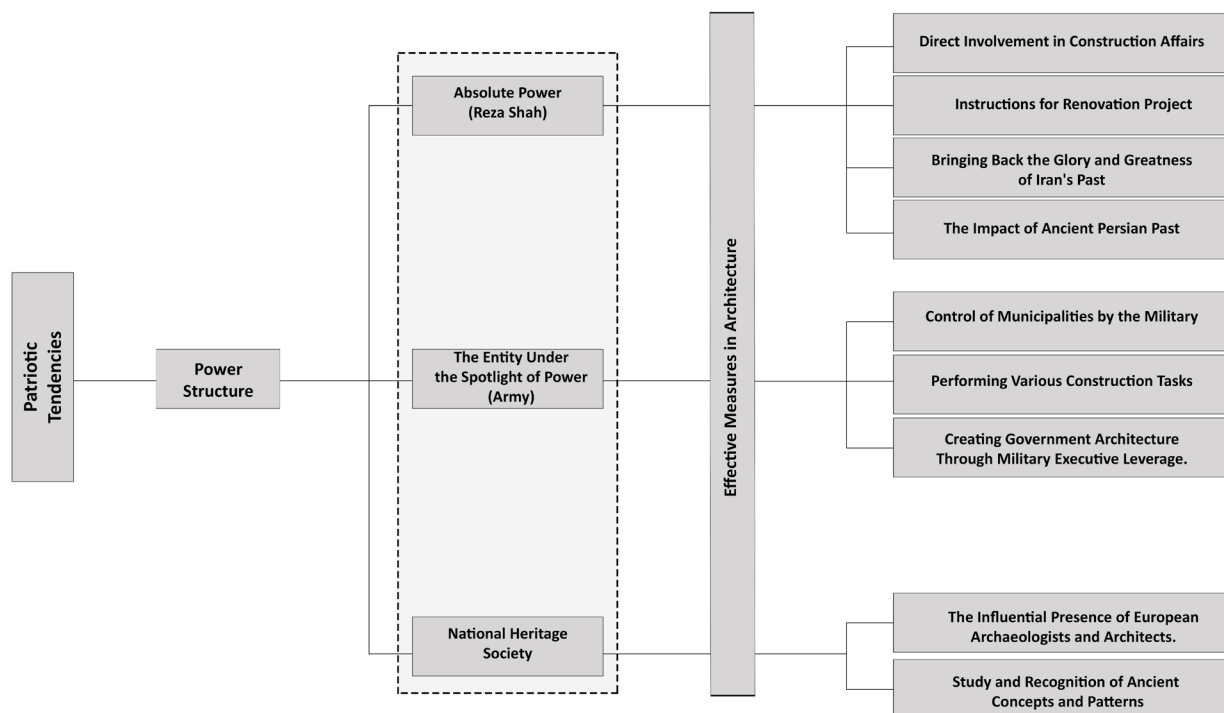 Patriotic
Tendencies
Power
Structure
Absolute Power
(Reza Shah)
The Entity Under
the Spotlight of Power
(Army)
National Heritage
Society
Effective Measures in Architecture
Direct Involvement in Construction Affairs
Instructions for Renovation Project
Bringing Back the Glory and Greatness
of Iran's Past
The Impact of Ancient Persian Past
Control of Municipalities by the Military
Performing Various Construction Tasks
Creating Government Architecture
Through Military Executive Leverage.
The Influential Presence of European
Archaeologists and Architects.
Study and Recognition of Ancient
Concepts and Patterns